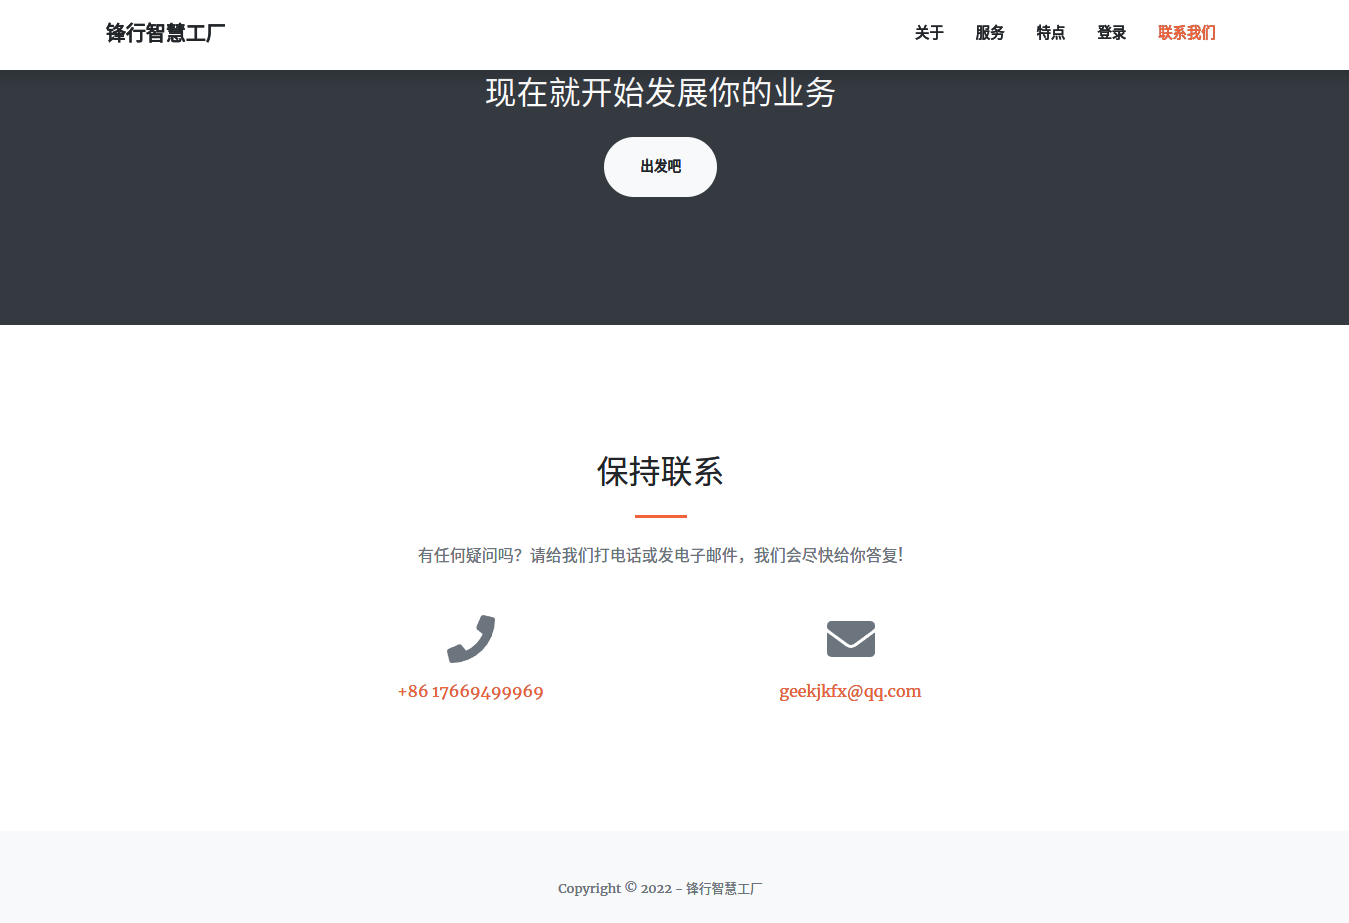 锋行智慧工厂
关于 服务 特点 登录 联系我们
现在就开始发展你的业务
出发吧
保持联系
有任何疑问吗？请给我们打电话或发电子邮件，我们会尽快给你答复!
+86 17669499969
geekjkfx@qq.com
Copyright © 2022 - 锋行智慧工厂